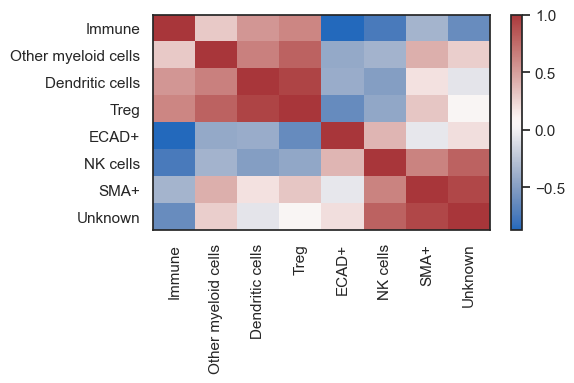 Immune
Other myeloid cells
Dendritic cells
Treg
ECAD+
NK cells
SMA+
Unknown
1.0
0.5
0.0
−0.5
Immune
Other myeloid cells
Dendritic cells
Treg
ECAD+
NK cells
SMA+
Unknown